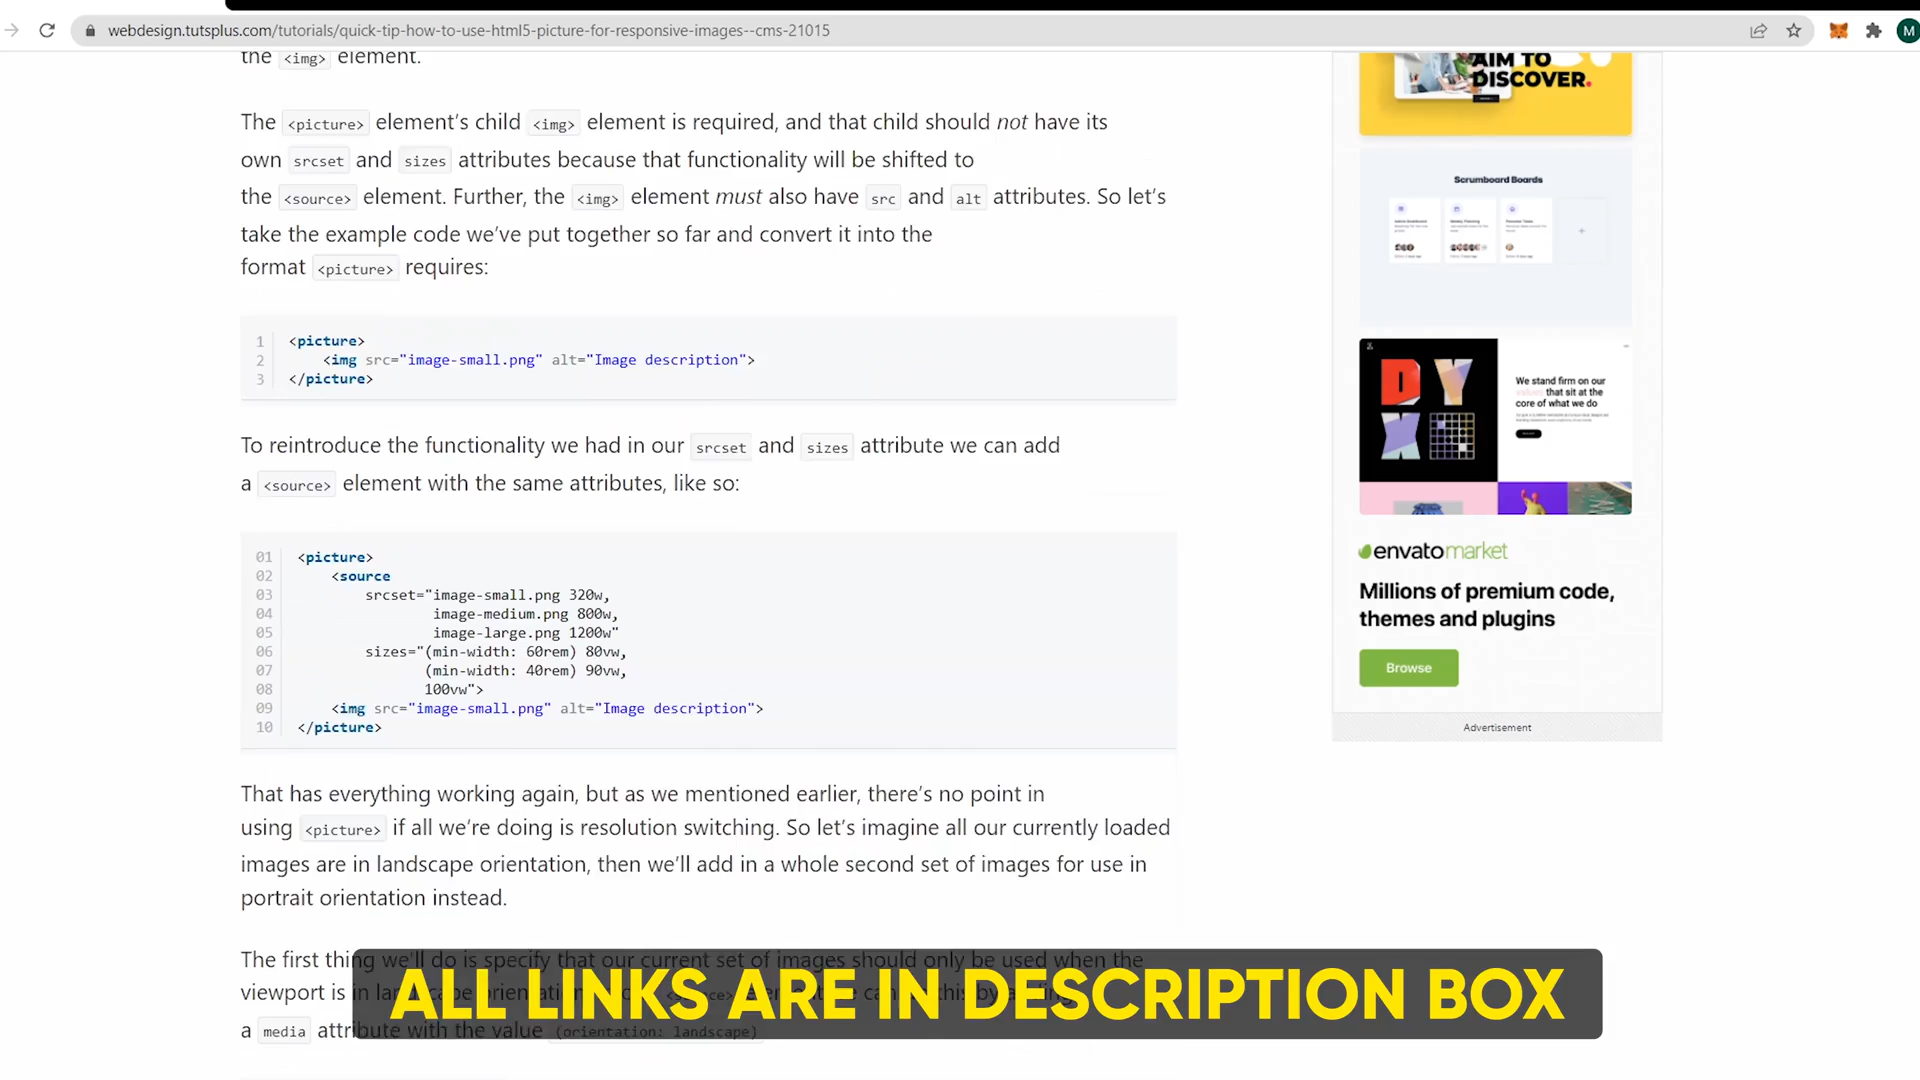 webdesign.tutsplus.com/tutorials/quick-tip-how-to-use-html5-picture-for-responsive-images--cms-21015
M
the <img> element.
The <picture> element’s child <img> element is required, and that child should not have its
own srcset and sizes attributes because that functionality will be shifted to
the <source> element. Further, the <img> element must also have src and alt attributes. So let’s
take the example code we’ve put together so far and convert it into the
format <picture> requires:
1 <picture>
2 <img src="image-small.png" alt="Image description">
3 </picture>
To reintroduce the functionality we had in our srcset and sizes attribute we can add
a <source> element with the same attributes, like so:
01 <picture>
02 <source
03 srcset="image-small.png 320w,
04 image-medium.png 800w,
05 image-large.png 1200w"
06 sizes="(min-width: 60rem) 80vw,
07 (min-width: 40rem) 90vw,
08 100vw">
09 <img src="image-small.png" alt="Image description">
10 </picture>
That has everything working again, but as we mentioned earlier, there’s no point in
using <picture> if all we’re doing is resolution switching. So let’s imagine all our currently loaded
images are in landscape orientation, then we’ll add in a whole second set of images for use in
portrait orientation instead.
The first thing we’ll do is specify that our current set of images should only be used when the
viewport is in landscape orientation.
a media attribute with the value (orientation: landscape)
ALL LINKS ARE IN DESCRIPTION BOX
AIM TO
DISCOVER.
Scrumboard Boards
DY
We stand firm on our
values that sit at the
core of what we do
envatomarket
Millions of premium code,
themes and plugins
Browse
Advertisement